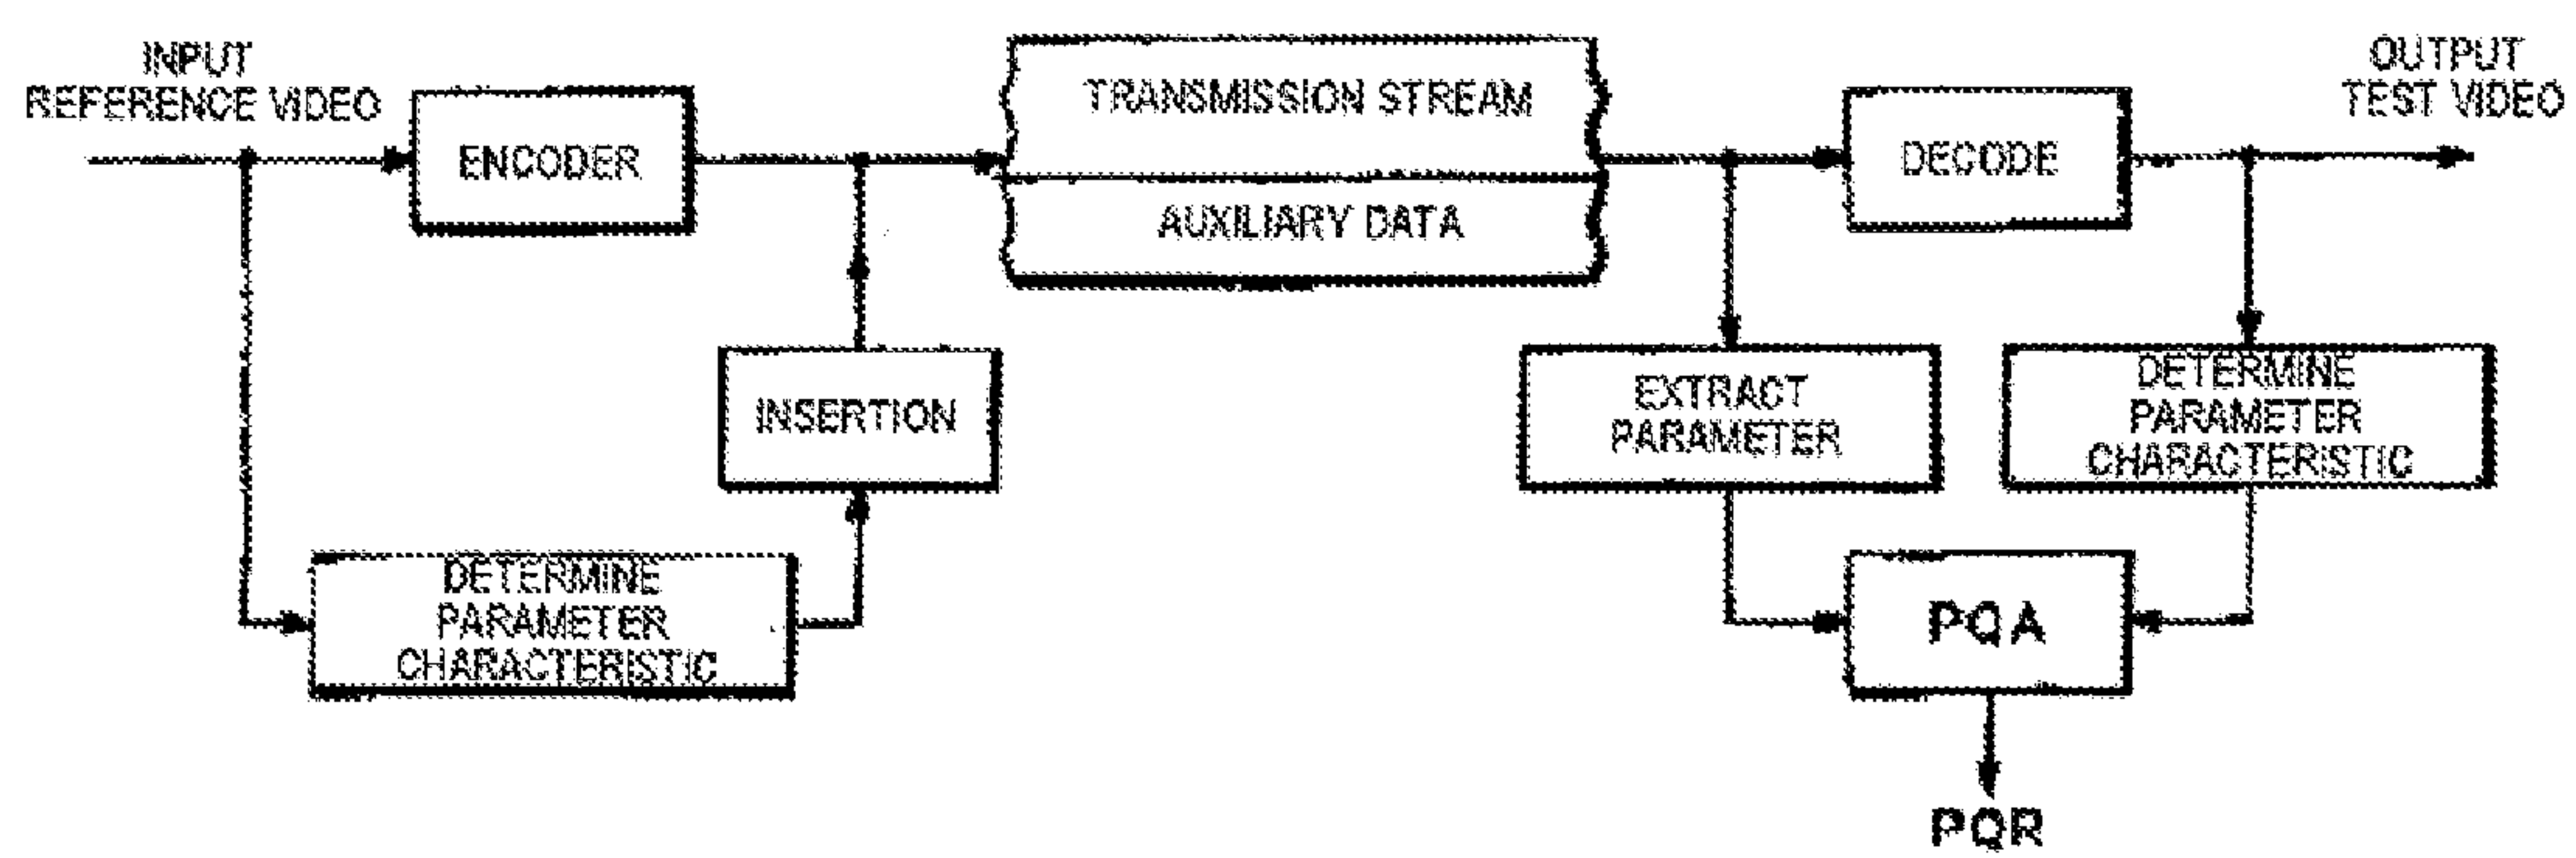 INPUT
REFERENCE VIDEO
ENCODER
TRANSMISSION STREAM
AUXILIARY DATA
DECODE
OUTPUT
TEST VIDEO
INSERTION
EXTRACT
PARAMETER
DETERMINE
PARAMETER
CHARACTERISTIC
DETERMINE
PARAMETER
CHARACTERISTIC
PQA
PQR